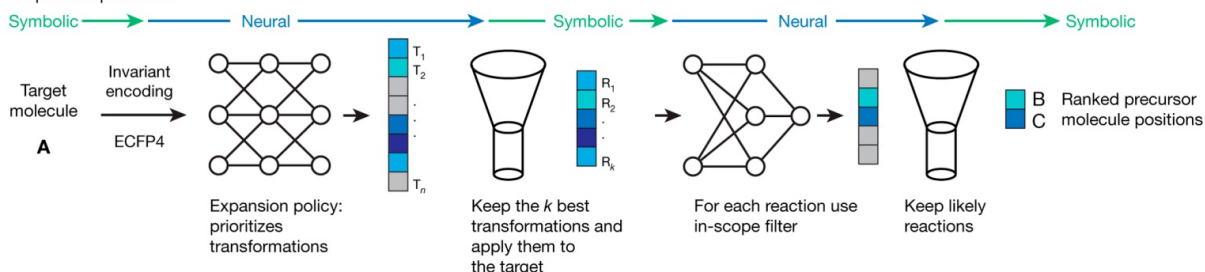 Symbolic
Neural
Symbolic
Neural
Symbolic
Target
molecule
A
Invariant
encoding
ECFP4
T1
T2
.
.
.
Tn
R1
R2
.
.
Rk
B
C
Ranked precursor
molecule positions
Expansion policy:
prioritizes
transformations
Keep the k best
transformations and
apply them to
the target
For each reaction use
in-scope filter
Keep likely
reactions